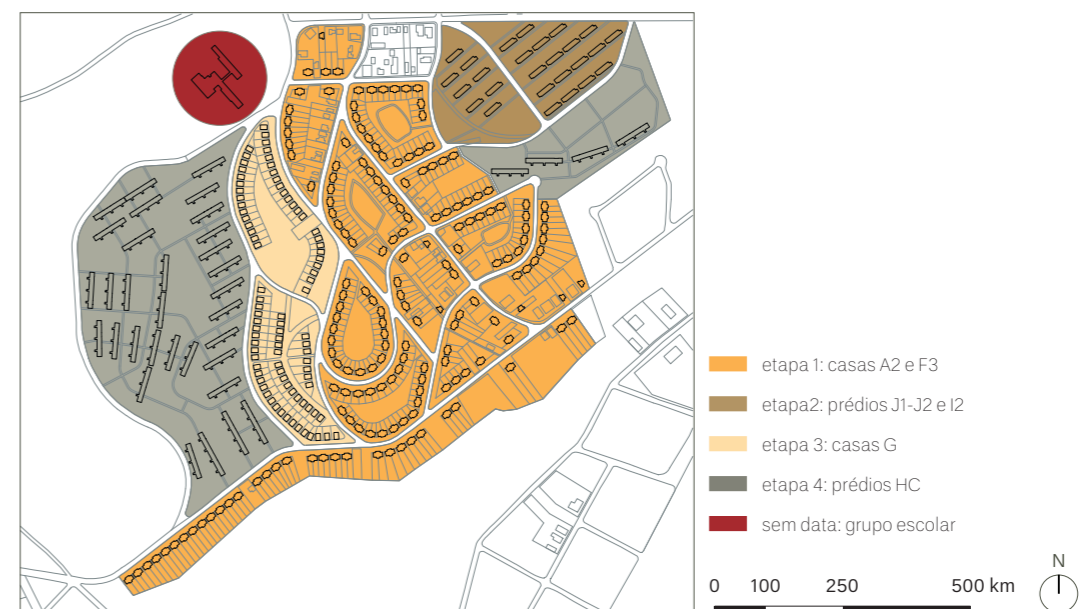 etapa 1: casas A2 e F3
etapa2: prédios J1-J2 e I2
etapa 3: casas G
etapa 4: prédios HC
sem data: grupo escolar
0 100 250 500 km
N